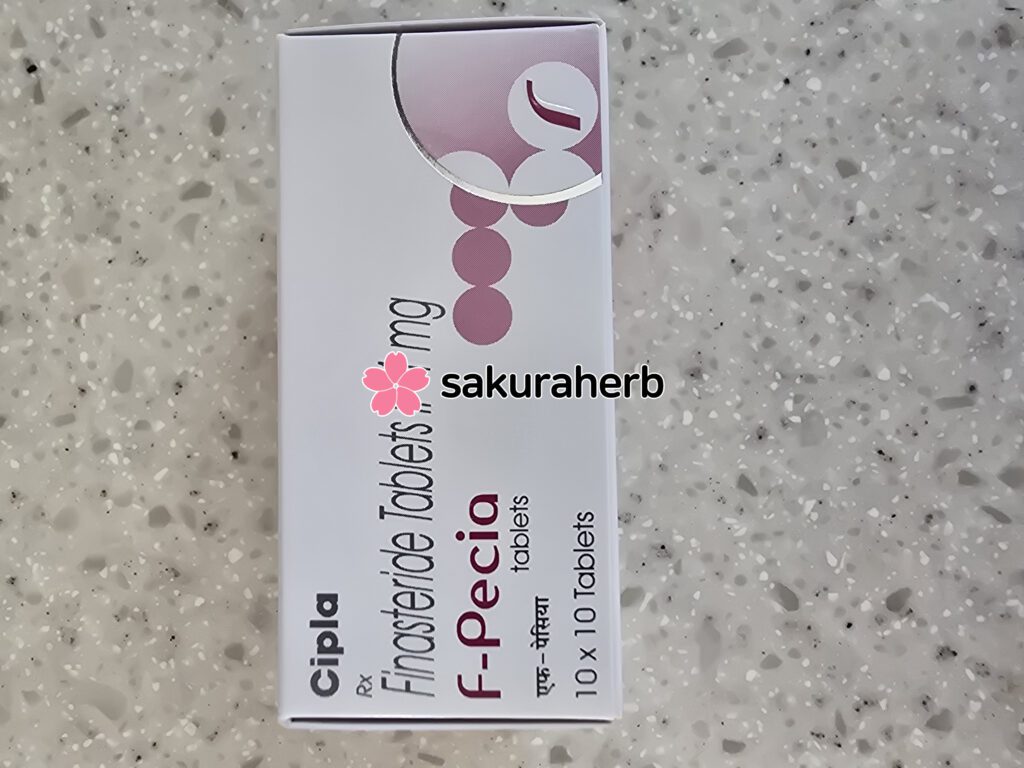 Cipla
Rx
Finasteride Tablets mg
F-Pecia
tablets
एफ-पेसिया
10 x 10 Tablets
sakuraherb